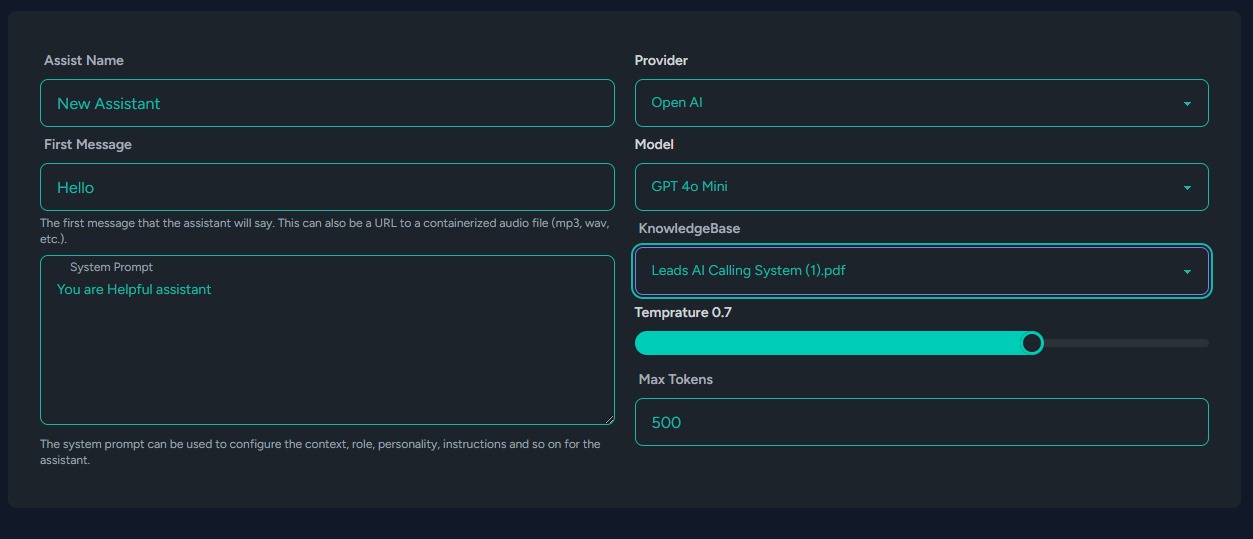 Assist Name
New Assistant
First Message
Hello
The first message that the assistant will say. This can also be a URL to a containerized audio file (mp3, wav,
etc.).
System Prompt
You are Helpful assistant
The system prompt can be used to configure the context, role, personality, instructions and so on for the
assistant.
Provider
Open AI
Model
GPT 4o Mini
KnowledgeBase
Leads AI Calling System (1).pdf
Temprature 0.7
Max Tokens
500